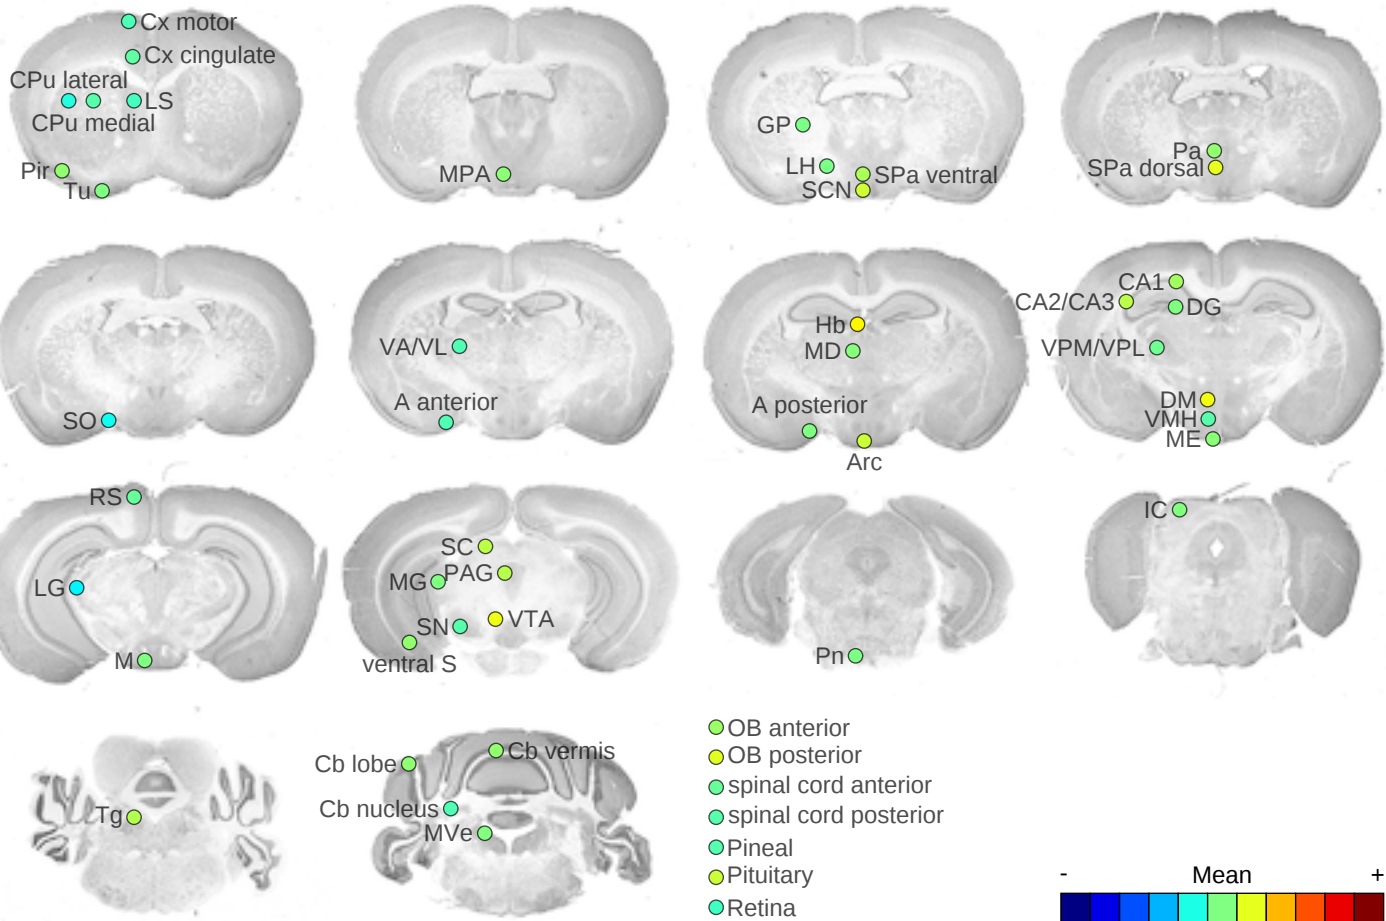 Cx motor
Cx cingulate
CPu lateral
LS
CPu medial
Pir
Tu
MPA
GP
LH
SPa ventral
SCN
Pa
SPa dorsal
SO
VA/VL
A anterior
Hb
MD
A posterior
Arc
CA1
CA2/CA3
DG
VPM/VPL
DM
VMH
ME
RS
LG
M
SC
MG
PAG
SN
VTA
ventral S
Pn
IC
Tg
Cb lobe
Cb vermis
Cb nucleus
MVe
OB anterior
OB posterior
spinal cord anterior
spinal cord posterior
Pineal
Pituitary
Retina
- Mean +